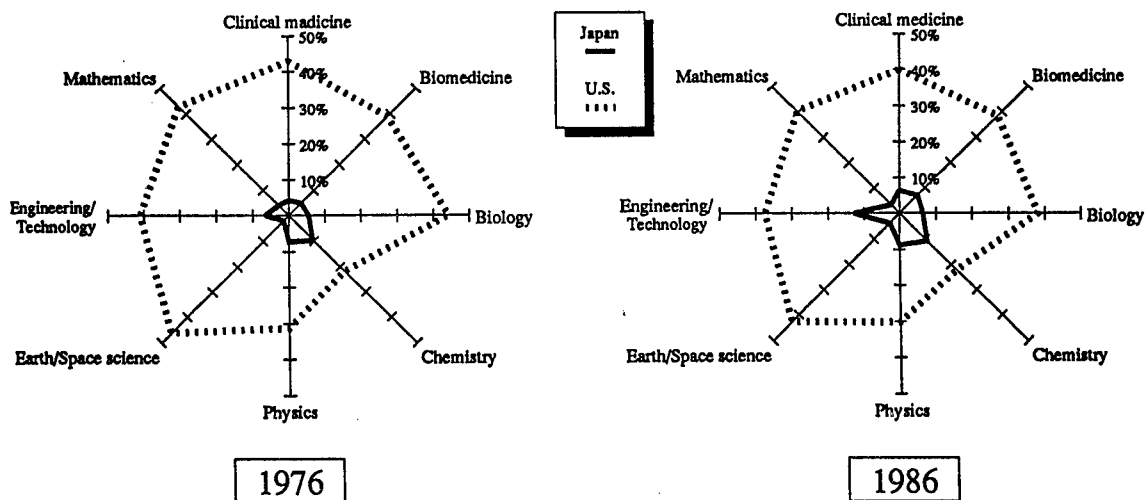 Clinical madicine
50%
40%
30%
20%
10%
Mathematics
Biomedicine
Engineering/
Technology
Biology
Earth/Space science
Chemistry
Physics
1976
Japan
U.S.
Clinical medicine
50%
40%
30%
20%
10%
Mathematics
Biomedicine
Engineering/
Technology
Biology
Earth/Space science
Chemistry
Physics
1986